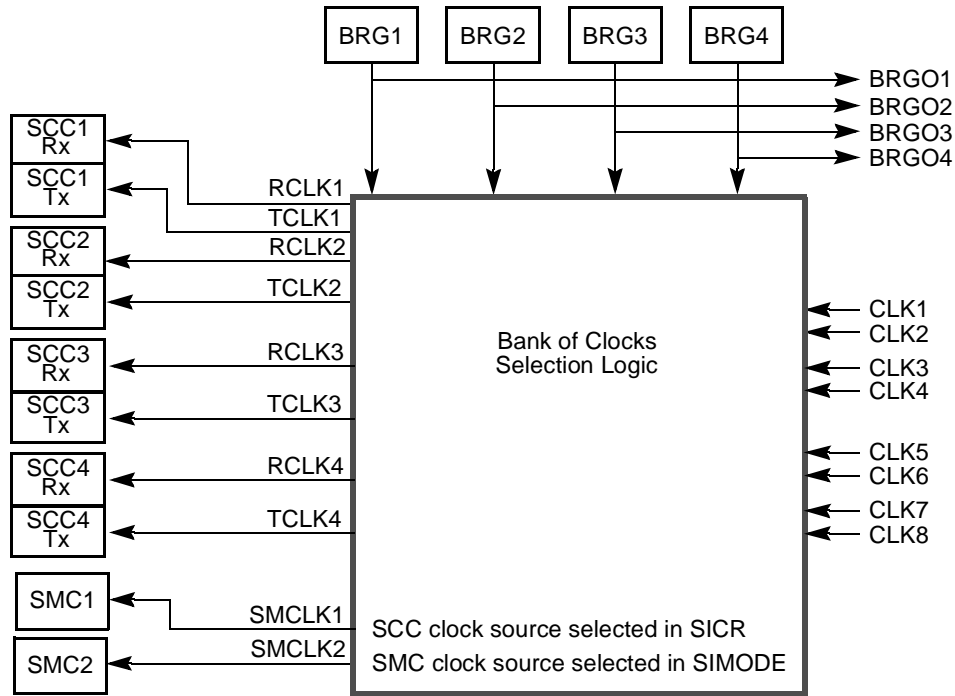 BRG1
BRG2
BRG3
BRG4
BRGO1
BRGO2
BRGO3
BRGO4
SCC1
Rx
SCC1
Tx
SCC2
Rx
SCC2
Tx
SCC3
Rx
SCC3
Tx
SCC4
Rx
SCC4
Tx
SMC1
SMC2
RCLK1
TCLK1
RCLK2
TCLK2
RCLK3
TCLK3
RCLK4
TCLK4
SMCLK1
SMCLK2
Bank of Clocks
Selection Logic
SCC clock source selected in SICR
SMC clock source selected in SIMODE
CLK1
CLK2
CLK3
CLK4
CLK5
CLK6
CLK7
CLK8